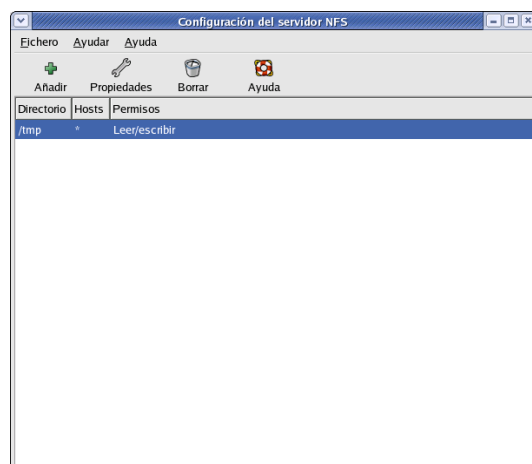 Configuración del servidor NFS
Fichero Ayudar Ayuda
Añadir Propiedades Borrar Ayuda
Directorio Hosts Permisos
/tmp * Leer/escribir